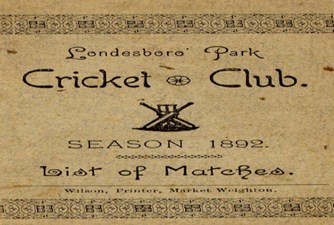 Londesboro' Park
Cricket Club.
SEASON 1892.
List of Matches.
Wilson, Printer, Market Weighton.